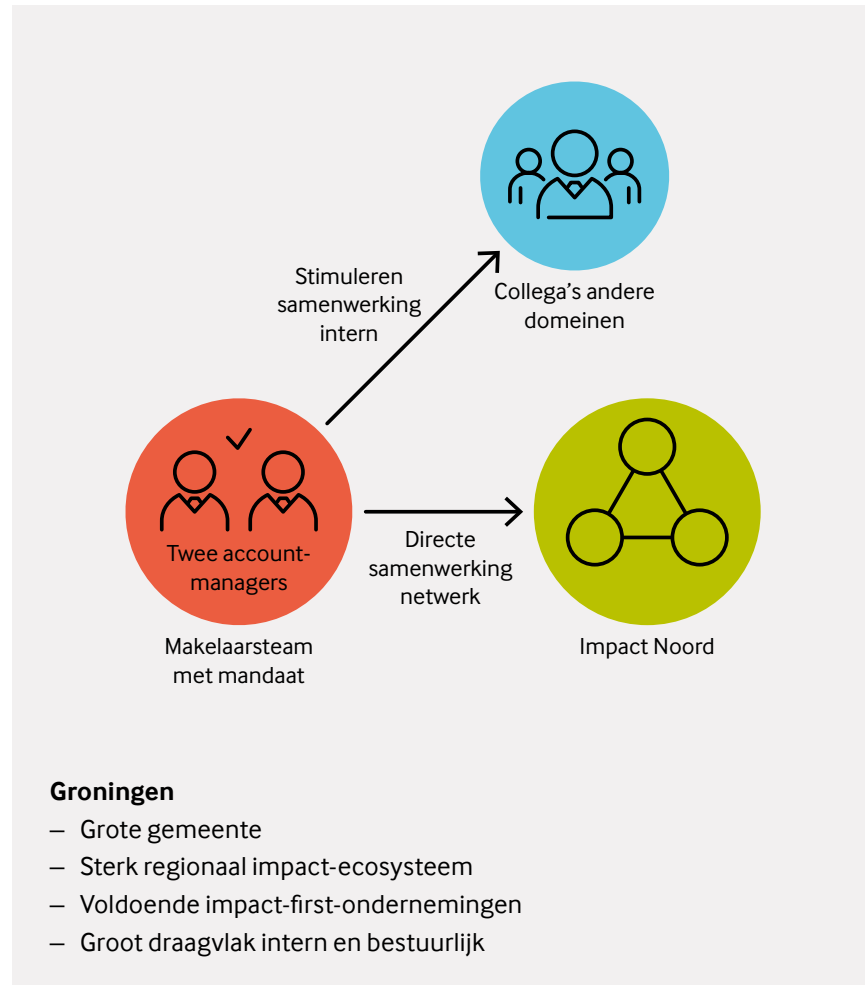 Stimuleren
samenwerking
intern
Collega’s andere
domeinen
Twee account-
managers
Directe
samenwerking
netwerk
Makelaarsteam
met mandaat
Impact Noord
Groningen
– Grote gemeente
– Sterk regionaal impact-ecosysteem
– Voldoende impact-first-ondernemingen
– Groot draagvlak intern en bestuurlijk